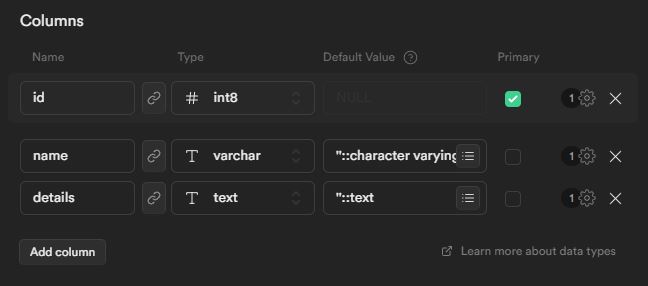 Columns
Name Type Default Value ? Primary
id # int8 NULL 1
name T varchar "::character varying 1
details T text "::text 1
Add column Learn more about data types